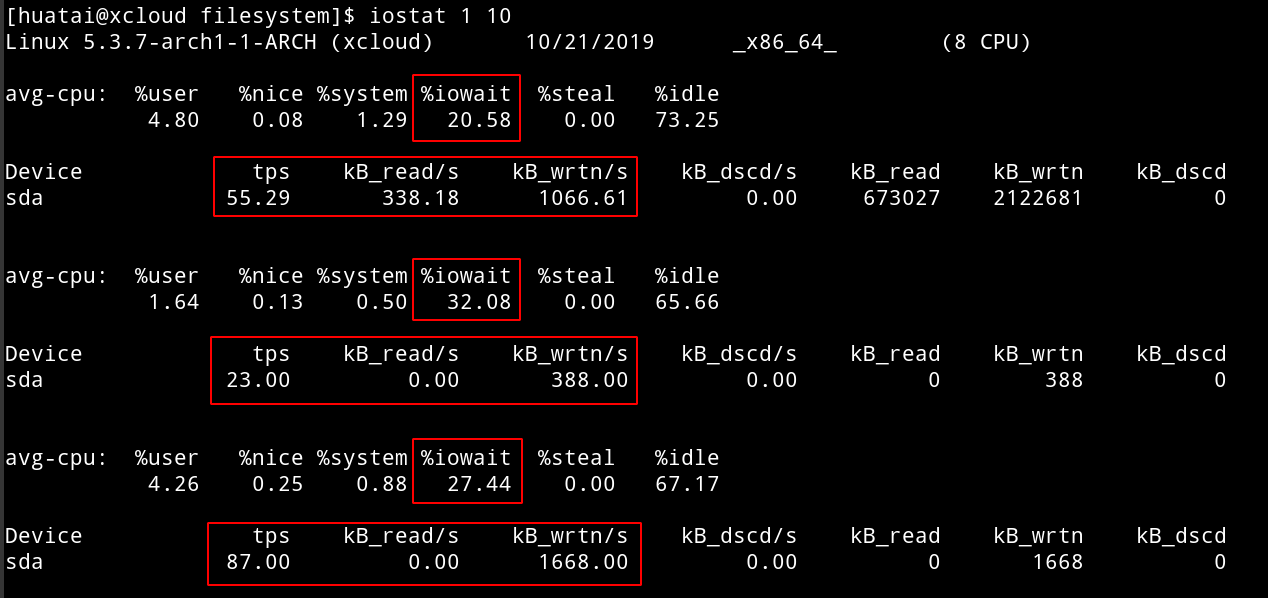 [huatai@xcloud filesystem]$ iostat 1 10
Linux 5.3.7-arch1-1-ARCH (xcloud) 10/21/2019 _x86_64_ (8 CPU)
avg-cpu: %user %nice %system %iowait %steal %idle
4.80 0.08 1.29 20.58 0.00 73.25
Device tps kB_read/s kB_wrtn/s kB_dscd/s kB_read kB_wrtn kB_dscd
sda 55.29 338.18 1066.61 0.00 673027 2122681 0
avg-cpu: %user %nice %system %iowait %steal %idle
1.64 0.13 0.50 32.08 0.00 65.66
Device tps kB_read/s kB_wrtn/s kB_dscd/s kB_read kB_wrtn kB_dscd
sda 23.00 0.00 388.00 0.00 0 388 0
avg-cpu: %user %nice %system %iowait %steal %idle
4.26 0.25 0.88 27.44 0.00 67.17
Device tps kB_read/s kB_wrtn/s kB_dscd/s kB_read kB_wrtn kB_dscd
sda 87.00 0.00 1668.00 0.00 0 1668 0